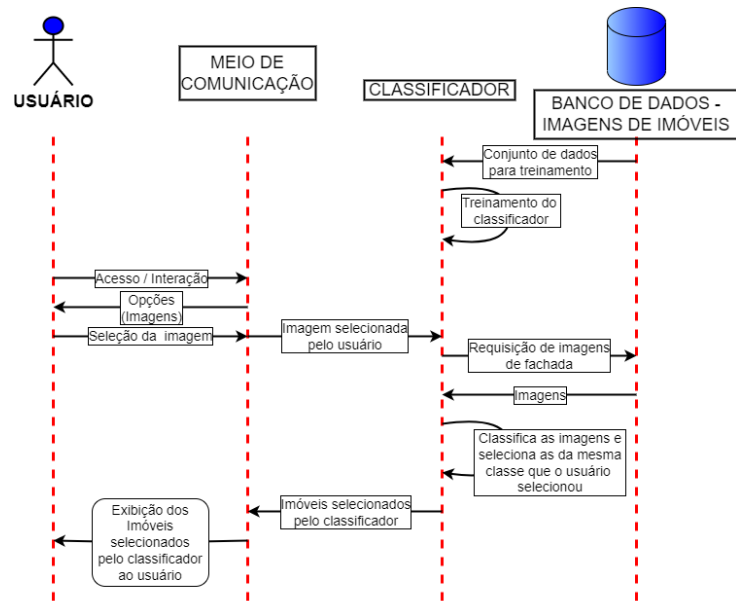 USUÁRIO
MEIO DE
COMUNICAÇÃO
CLASSIFICADOR
BANCO DE DADOS -
IMAGENS DE IMÓVEIS
Conjunto de dados
para treinamento
Treinamento do
classificador
Acesso / Interação
Opções
(Imagens)
Seleção da imagem
Imagem selecionada
pelo usuário
Requisição de imagens
de fachada
Imagens
Classifica as imagens e
seleciona as da mesma
classe que o usuário
selecionou
Imóveis selecionados
pelo classificador
Exibição dos
Imóveis
selecionados
pelo classificador
ao usuário